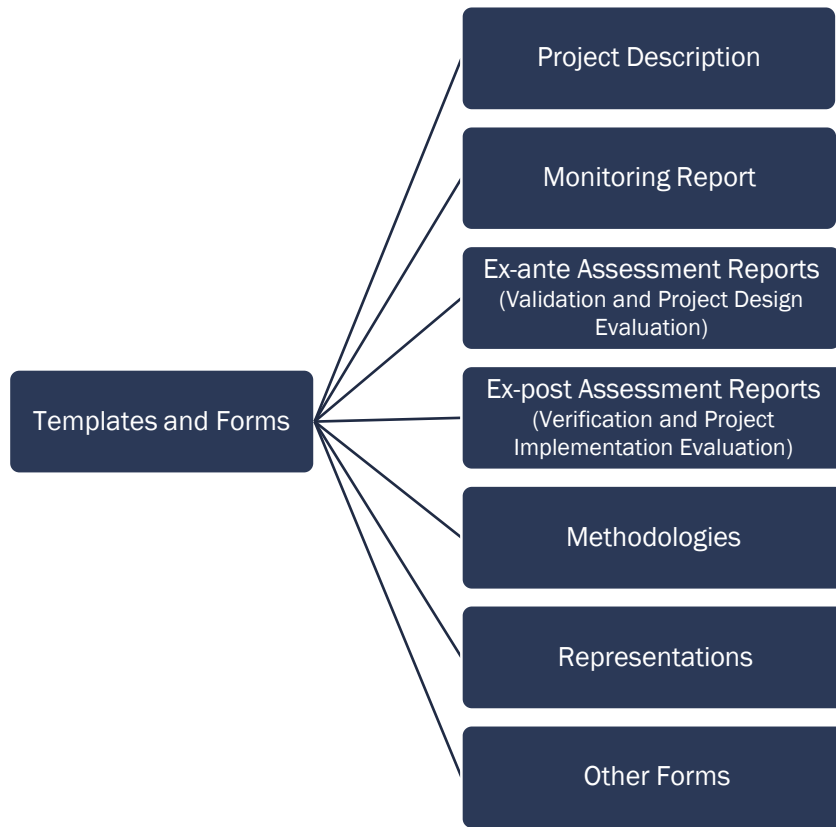 Project Description
Monitoring Report
Ex-ante Assessment Reports
(Validation and Project Design
Evaluation)
Templates and Forms
Ex-post Assessment Reports
(Verification and Project
Implementation Evaluation)
Methodologies
Representations
Other Forms